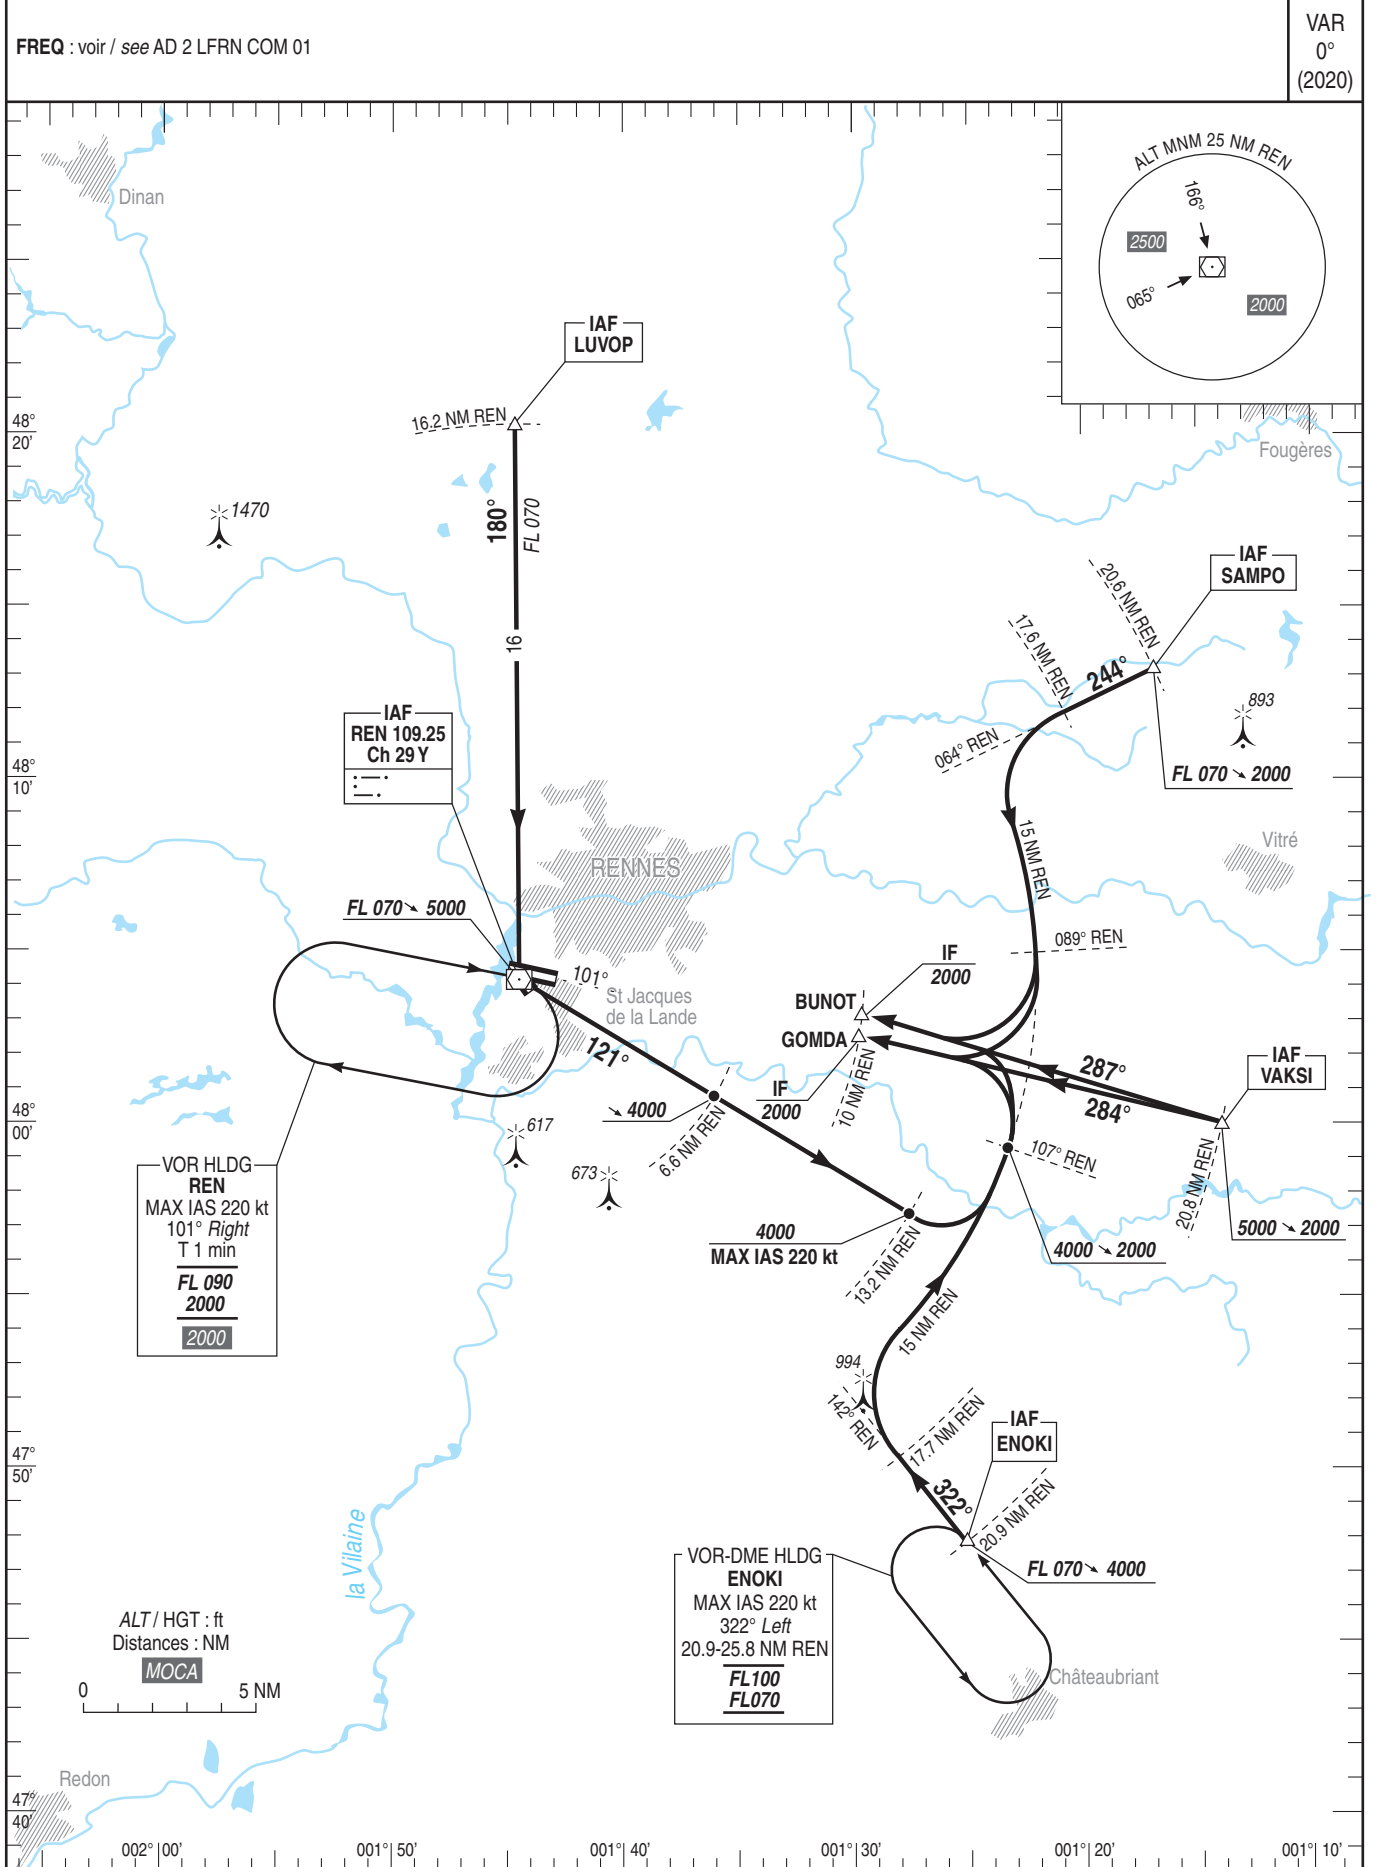 FREQ : voir / see AD 2 LFRN COM 01
VAR
0°
(2020)
ALT MNM 25 NM REN
166°
2500
065°
2000
Dinan
IAF
LUVOP
16.2 NM REN
48°
20'
Fougères
1470
180°
FL 070
16
IAF
SAMPO
20.6 NM REN
17.6 NM REN
244°
893
064° REN
FL 070 ↘ 2000
IAF
REN 109.25
Ch 29 Y
48°
10'
15 NM REN
Vitré
RENNES
FL 070 ↘ 5000
089° REN
IF
2000
101°
St Jacques
de la Lande
BUNOT
GOMDA
121°
287°
284°
IAF
VAKSI
IF
2000
10 NM REN
↘ 4000
6.6 NM REN
48°
00'
617
673
107° REN
20.8 NM REN
VOR HLDG
REN
MAX IAS 220 kt
101° Right
T 1 min
FL 090
2000
2000
4000
MAX IAS 220 kt
13.2 NM REN
4000 ↘ 2000
5000 ↘ 2000
15 NM REN
994
142° REN
17.7 NM REN
IAF
ENOKI
47°
50'
322°
20.9 NM REN
la Vilaine
VOR-DME HLDG
ENOKI
MAX IAS 220 kt
322° Left
20.9-25.8 NM REN
FL100
FL070
FL 070 ↘ 4000
ALT / HGT : ft
Distances : NM
MOCA
0 5 NM
Châteaubriant
Redon
47°
40'
002° 00' 001° 50' 001° 40' 001° 30' 001° 20' 001° 10'